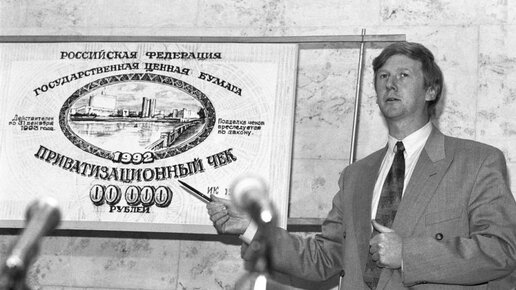 РОССИЙСКАЯ ФЕДЕРАЦИЯ
ГОСУДАРСТВЕННАЯ ЦЕННАЯ БУМАГА
Действителен
по 31 декабря
1993 года.
Подделка чеков
преследуется
по закону.
1992
ПРИВАТИЗАЦИОННЫЙ ЧЕК
10 000
РУБЛЕЙ
ИК